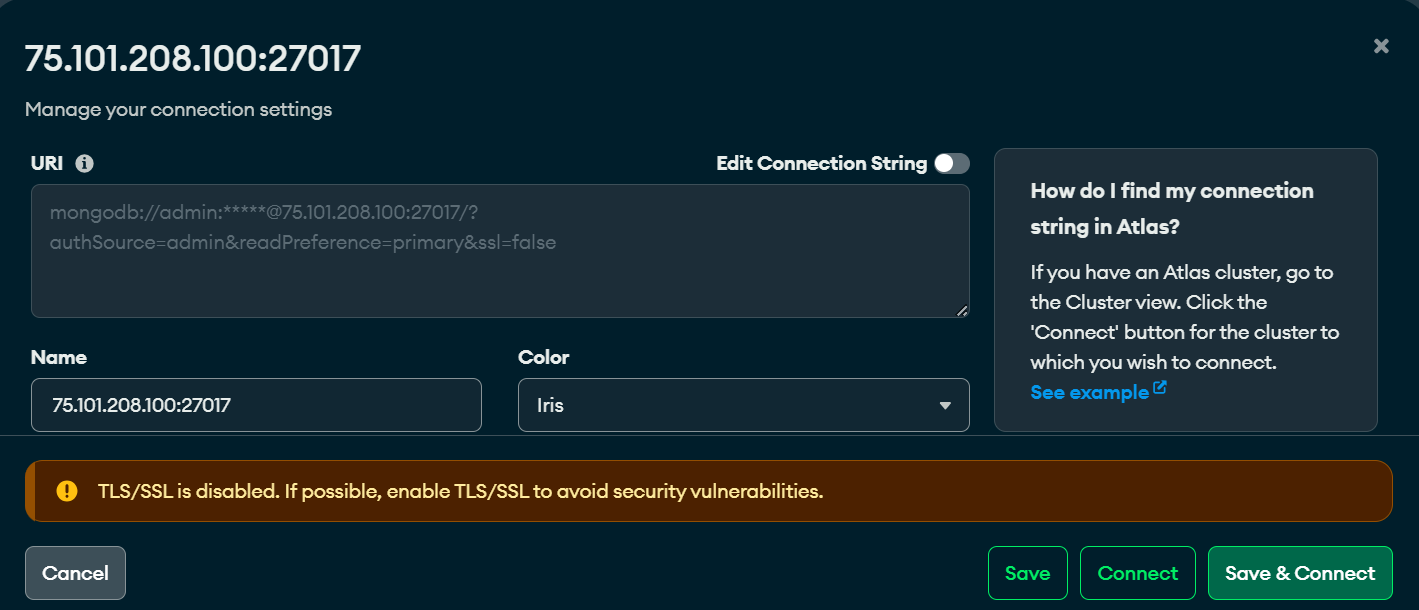 75.101.208.100:27017
Manage your connection settings
URI
Edit Connection String
mongodb://admin:*****@75.101.208.100:27017/?
authSource=admin&readPreference=primary&ssl=false
Name
Color
75.101.208.100:27017
Iris
How do I find my connection
string in Atlas?
If you have an Atlas cluster, go to
the Cluster view. Click the
'Connect' button for the cluster to
which you wish to connect.
See example
TLS/SSL is disabled. If possible, enable TLS/SSL to avoid security vulnerabilities.
Cancel
Save
Connect
Save & Connect